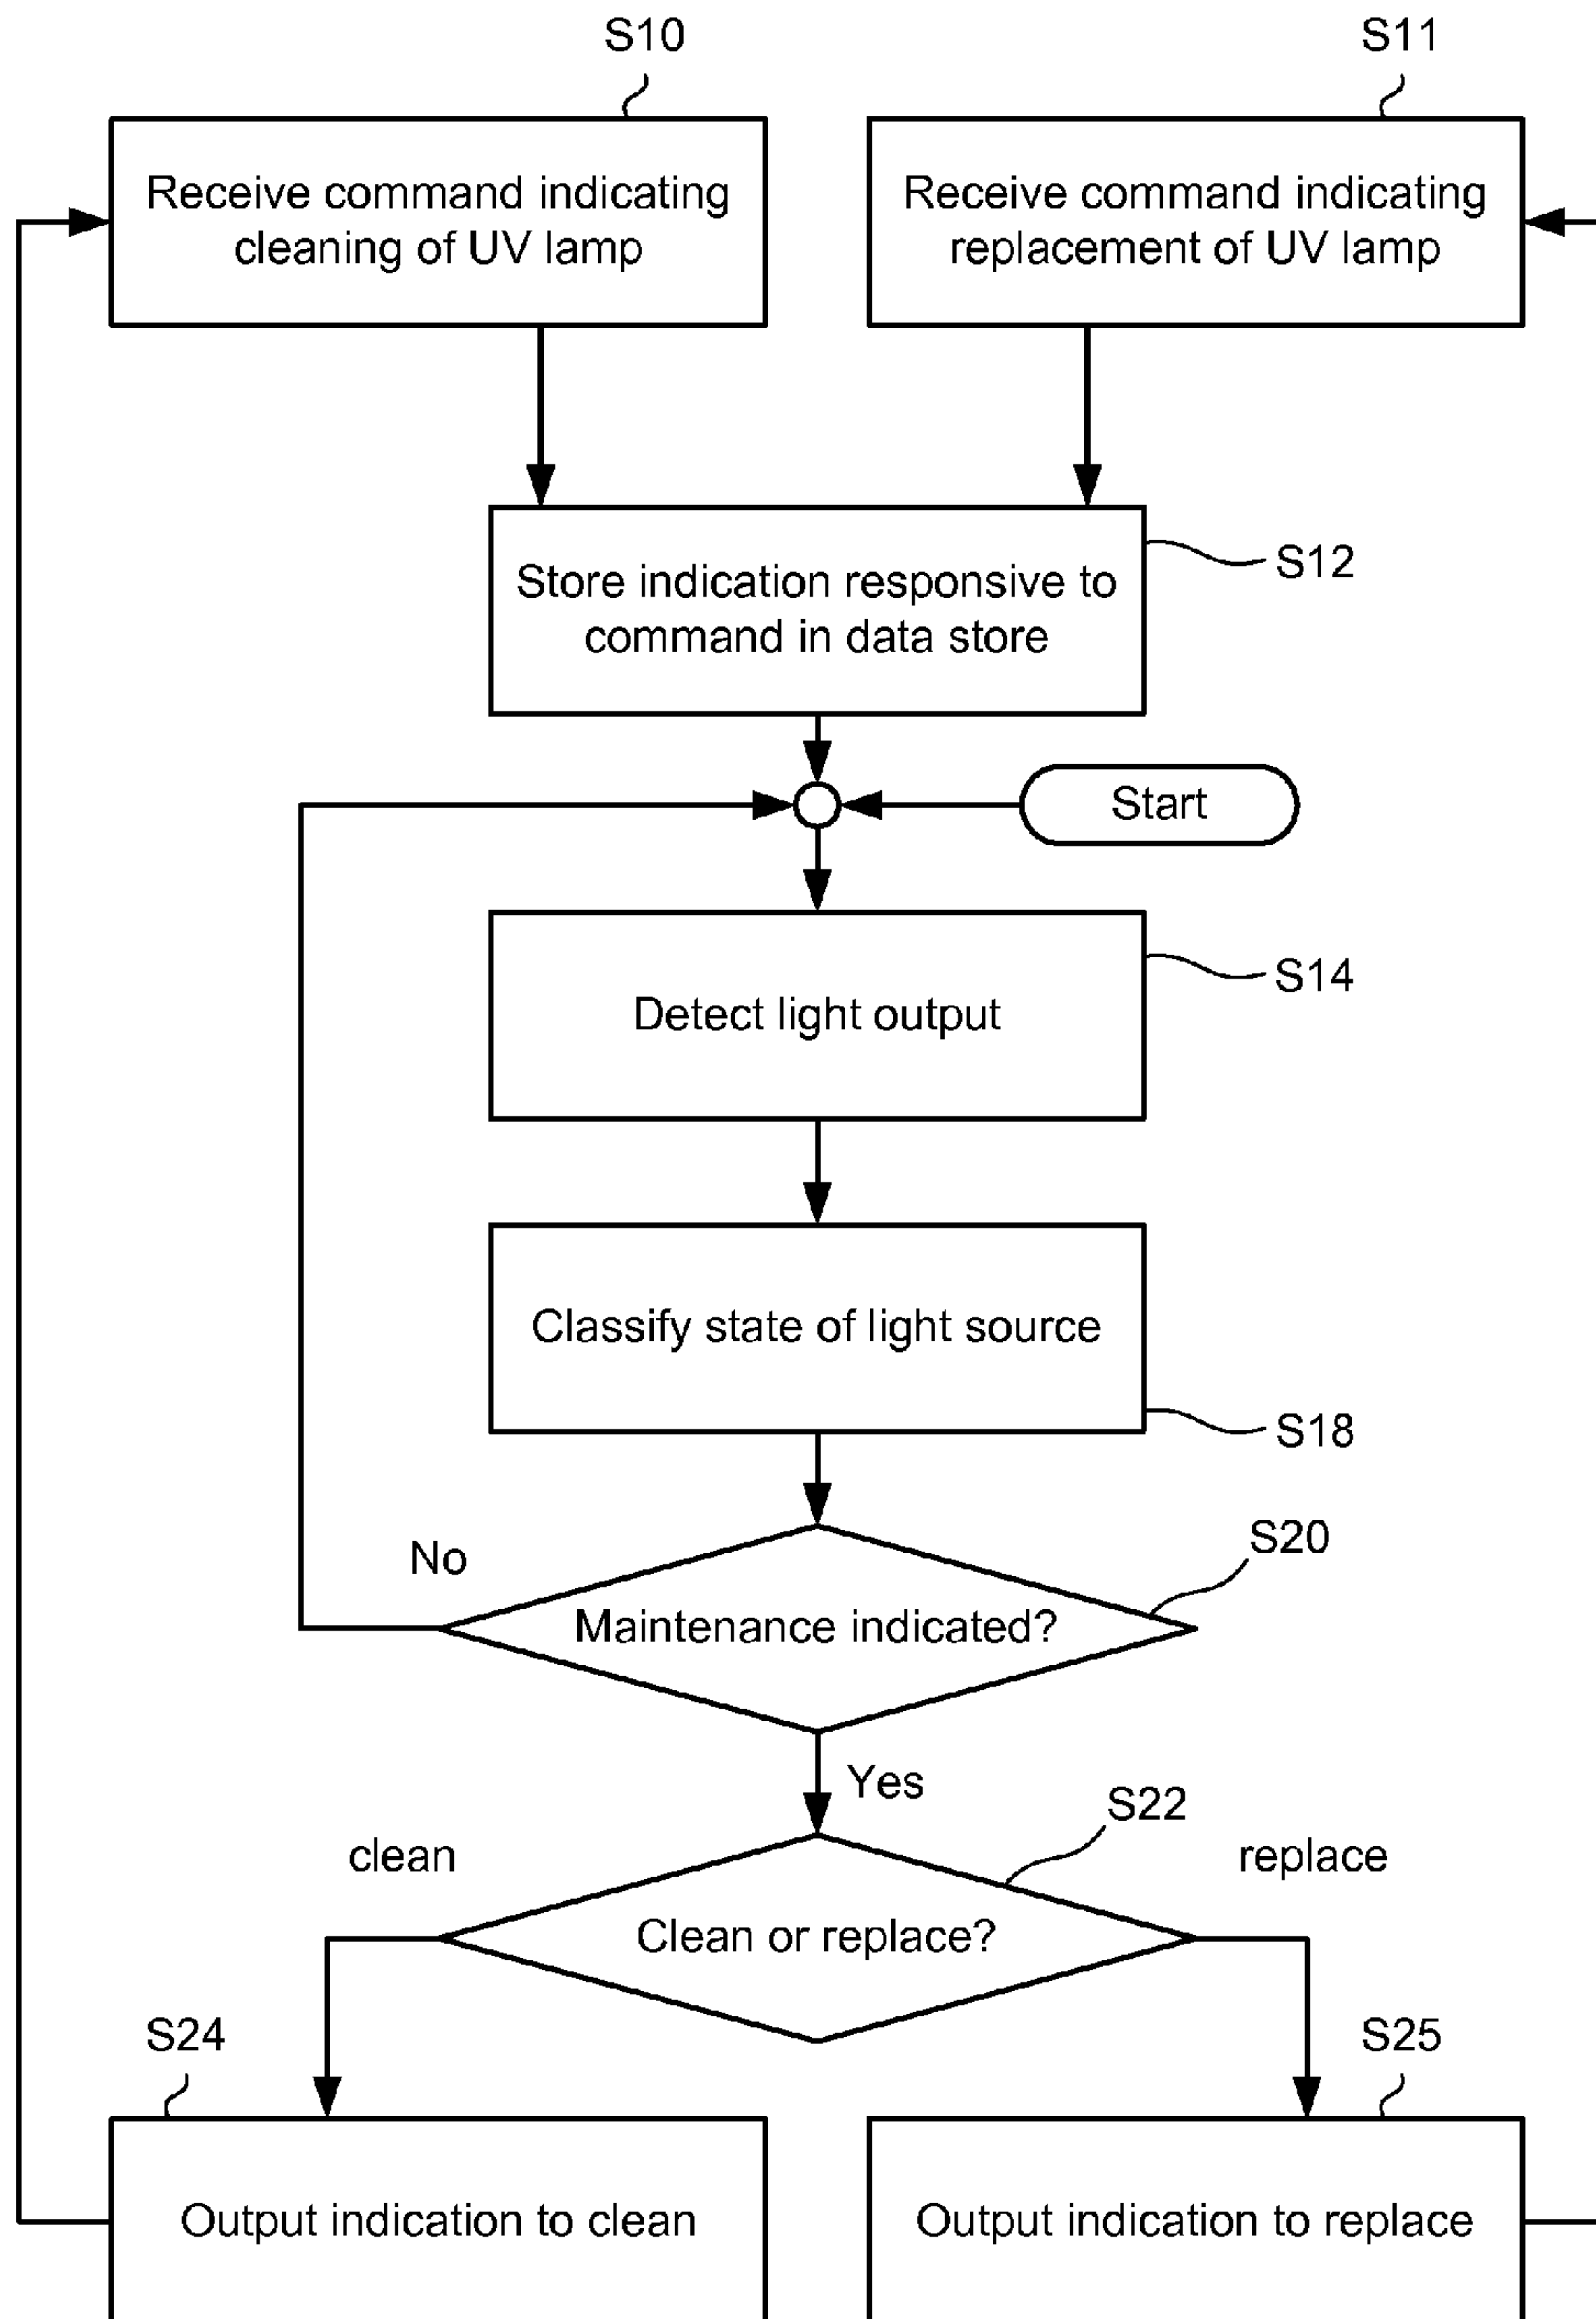 S10
S11
Receive command indicating
cleaning of UV lamp
Receive command indicating
replacement of UV lamp
Store indication responsive to
command in data store
S12
Start
Detect light output
S14
Classify state of light source
S18
S20
No
Maintenance indicated?
Yes
S22
clean
replace
Clean or replace?
S24
S25
Output indication to clean
Output indication to replace